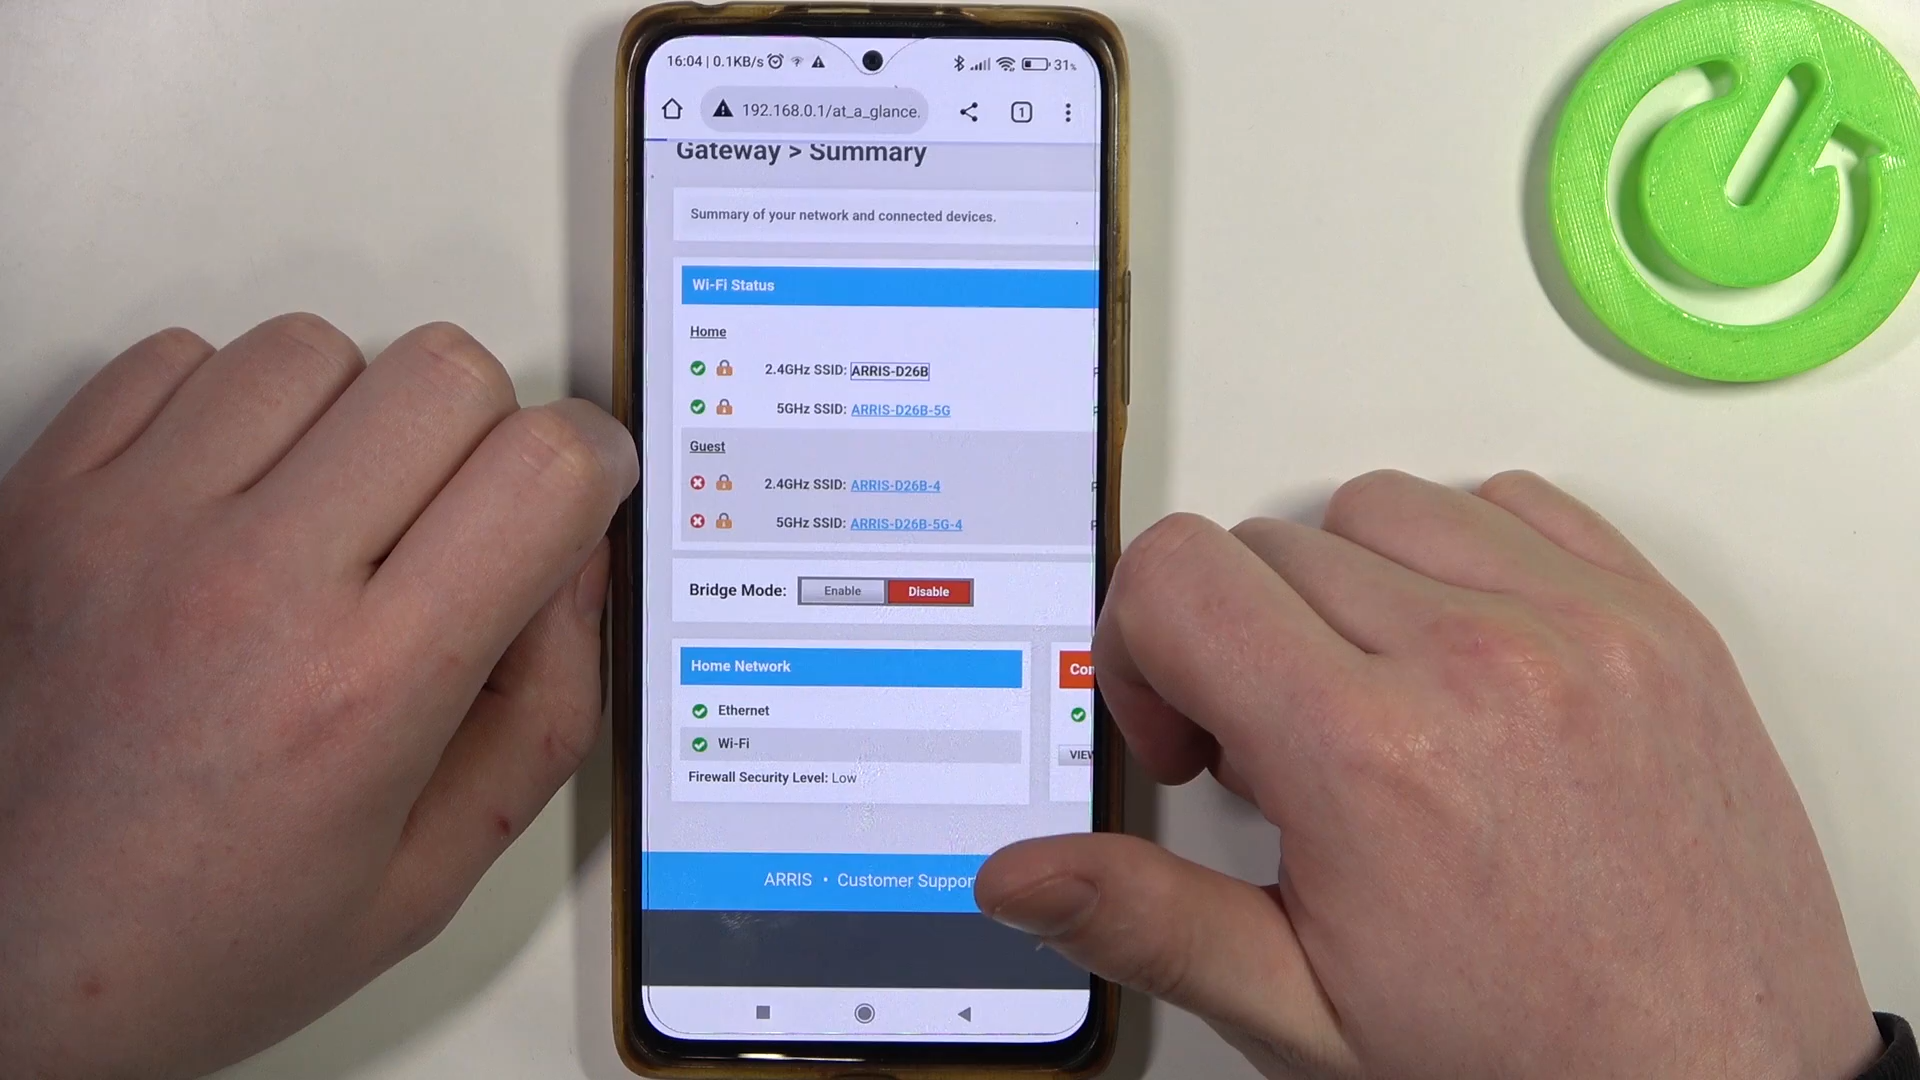 16:04 | 0.1KB/s 31%
192.168.0.1/at_a_glance. 1
Gateway > Summary
Summary of your network and connected devices.
Wi-Fi Status
Home
2.4GHz SSID: ARRIS-D26B
5GHz SSID: ARRIS-D26B-5G
Guest
2.4GHz SSID: ARRIS-D26B-4
5GHz SSID: ARRIS-D26B-5G-4
Bridge Mode: Enable Disable
Home Network
Ethernet
Wi-Fi
Firewall Security Level: Low
Con
VIEW
ARRIS • Customer Support